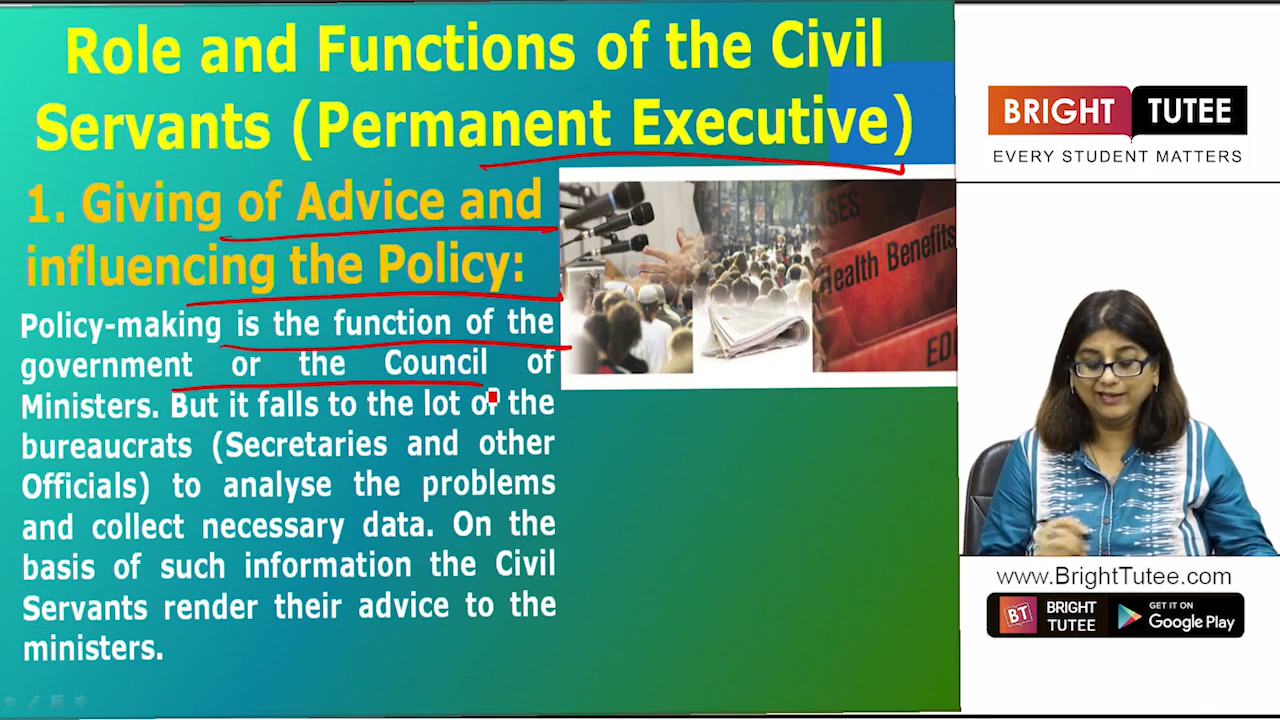 Role and Functions of the Civil
Servants (Permanent Executive)
1. Giving of Advice and
influencing the Policy:
Policy-making is the function of the
government or the Council of
Ministers. But it falls to the lot of the
bureaucrats (Secretaries and other
Officials) to analyse the problems
and collect necessary data. On the
basis of such information the Civil
Servants render their advice to the
ministers.
Health Benefits
BRIGHT TUTEE
EVERY STUDENT MATTERS
www.BrightTutee.com
BT
BRIGHT
TUTEE
GET IT ON
Google Play